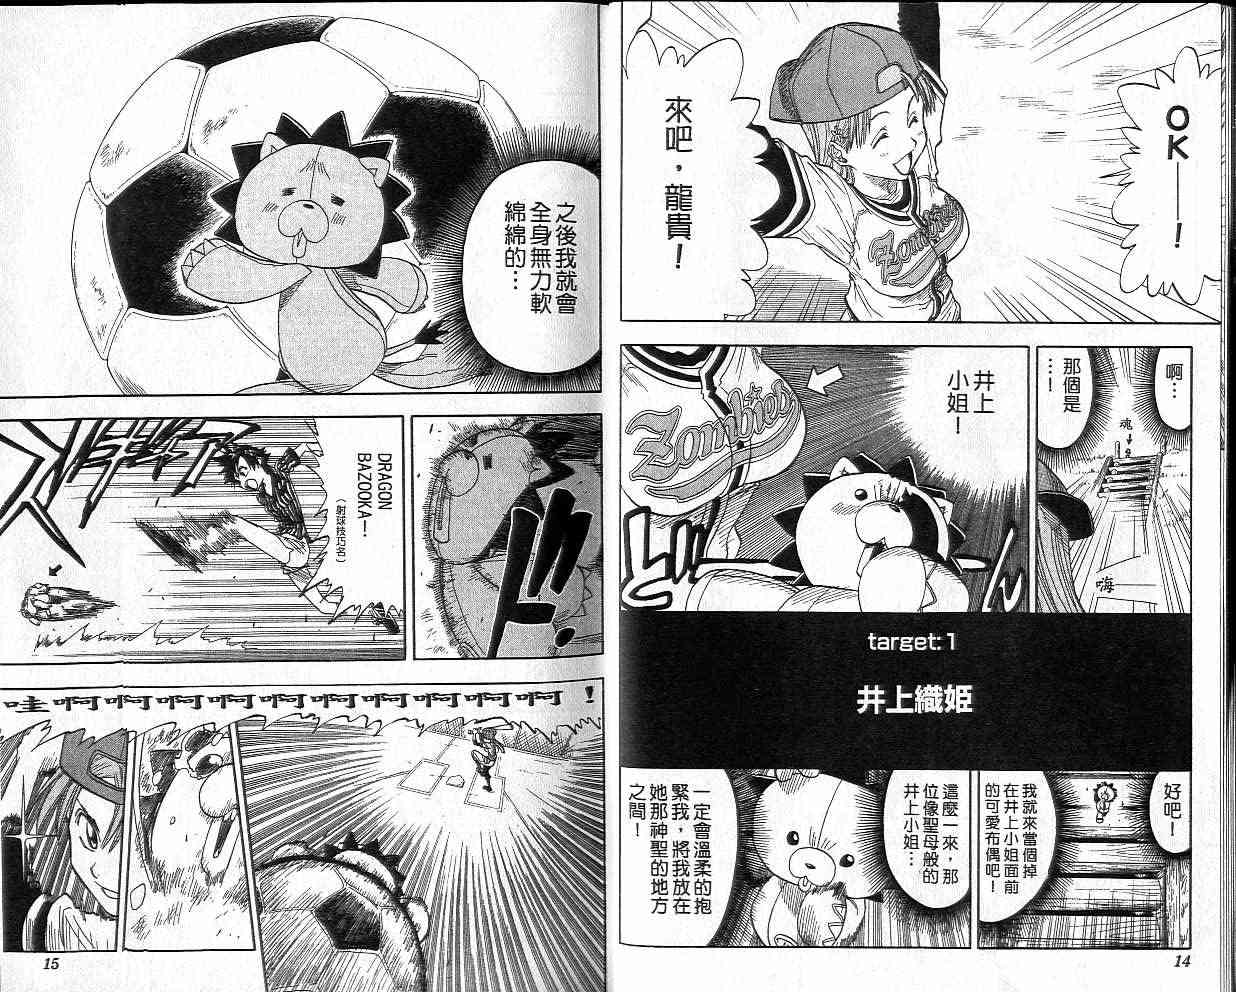 OK——！
來吧，龍貴！
Zombies
啊…
那個是
…！
魂
嗨
井上
小姐！
Zombies
target: 1
井上織姫
好吧！
我就來當個掉
在井上小姐面前
的可愛布偶吧！
這麼一來，那
位像聖母般的
井上小姐…
一定會溫柔的抱
緊我，將我放在
她那神聖的地方
之間！
14
之後我就會
全身無力軟
綿綿的…
DRAGON
BAZOOKA！
（射球技巧名）
哇啊啊啊啊啊啊啊啊啊啊！
15